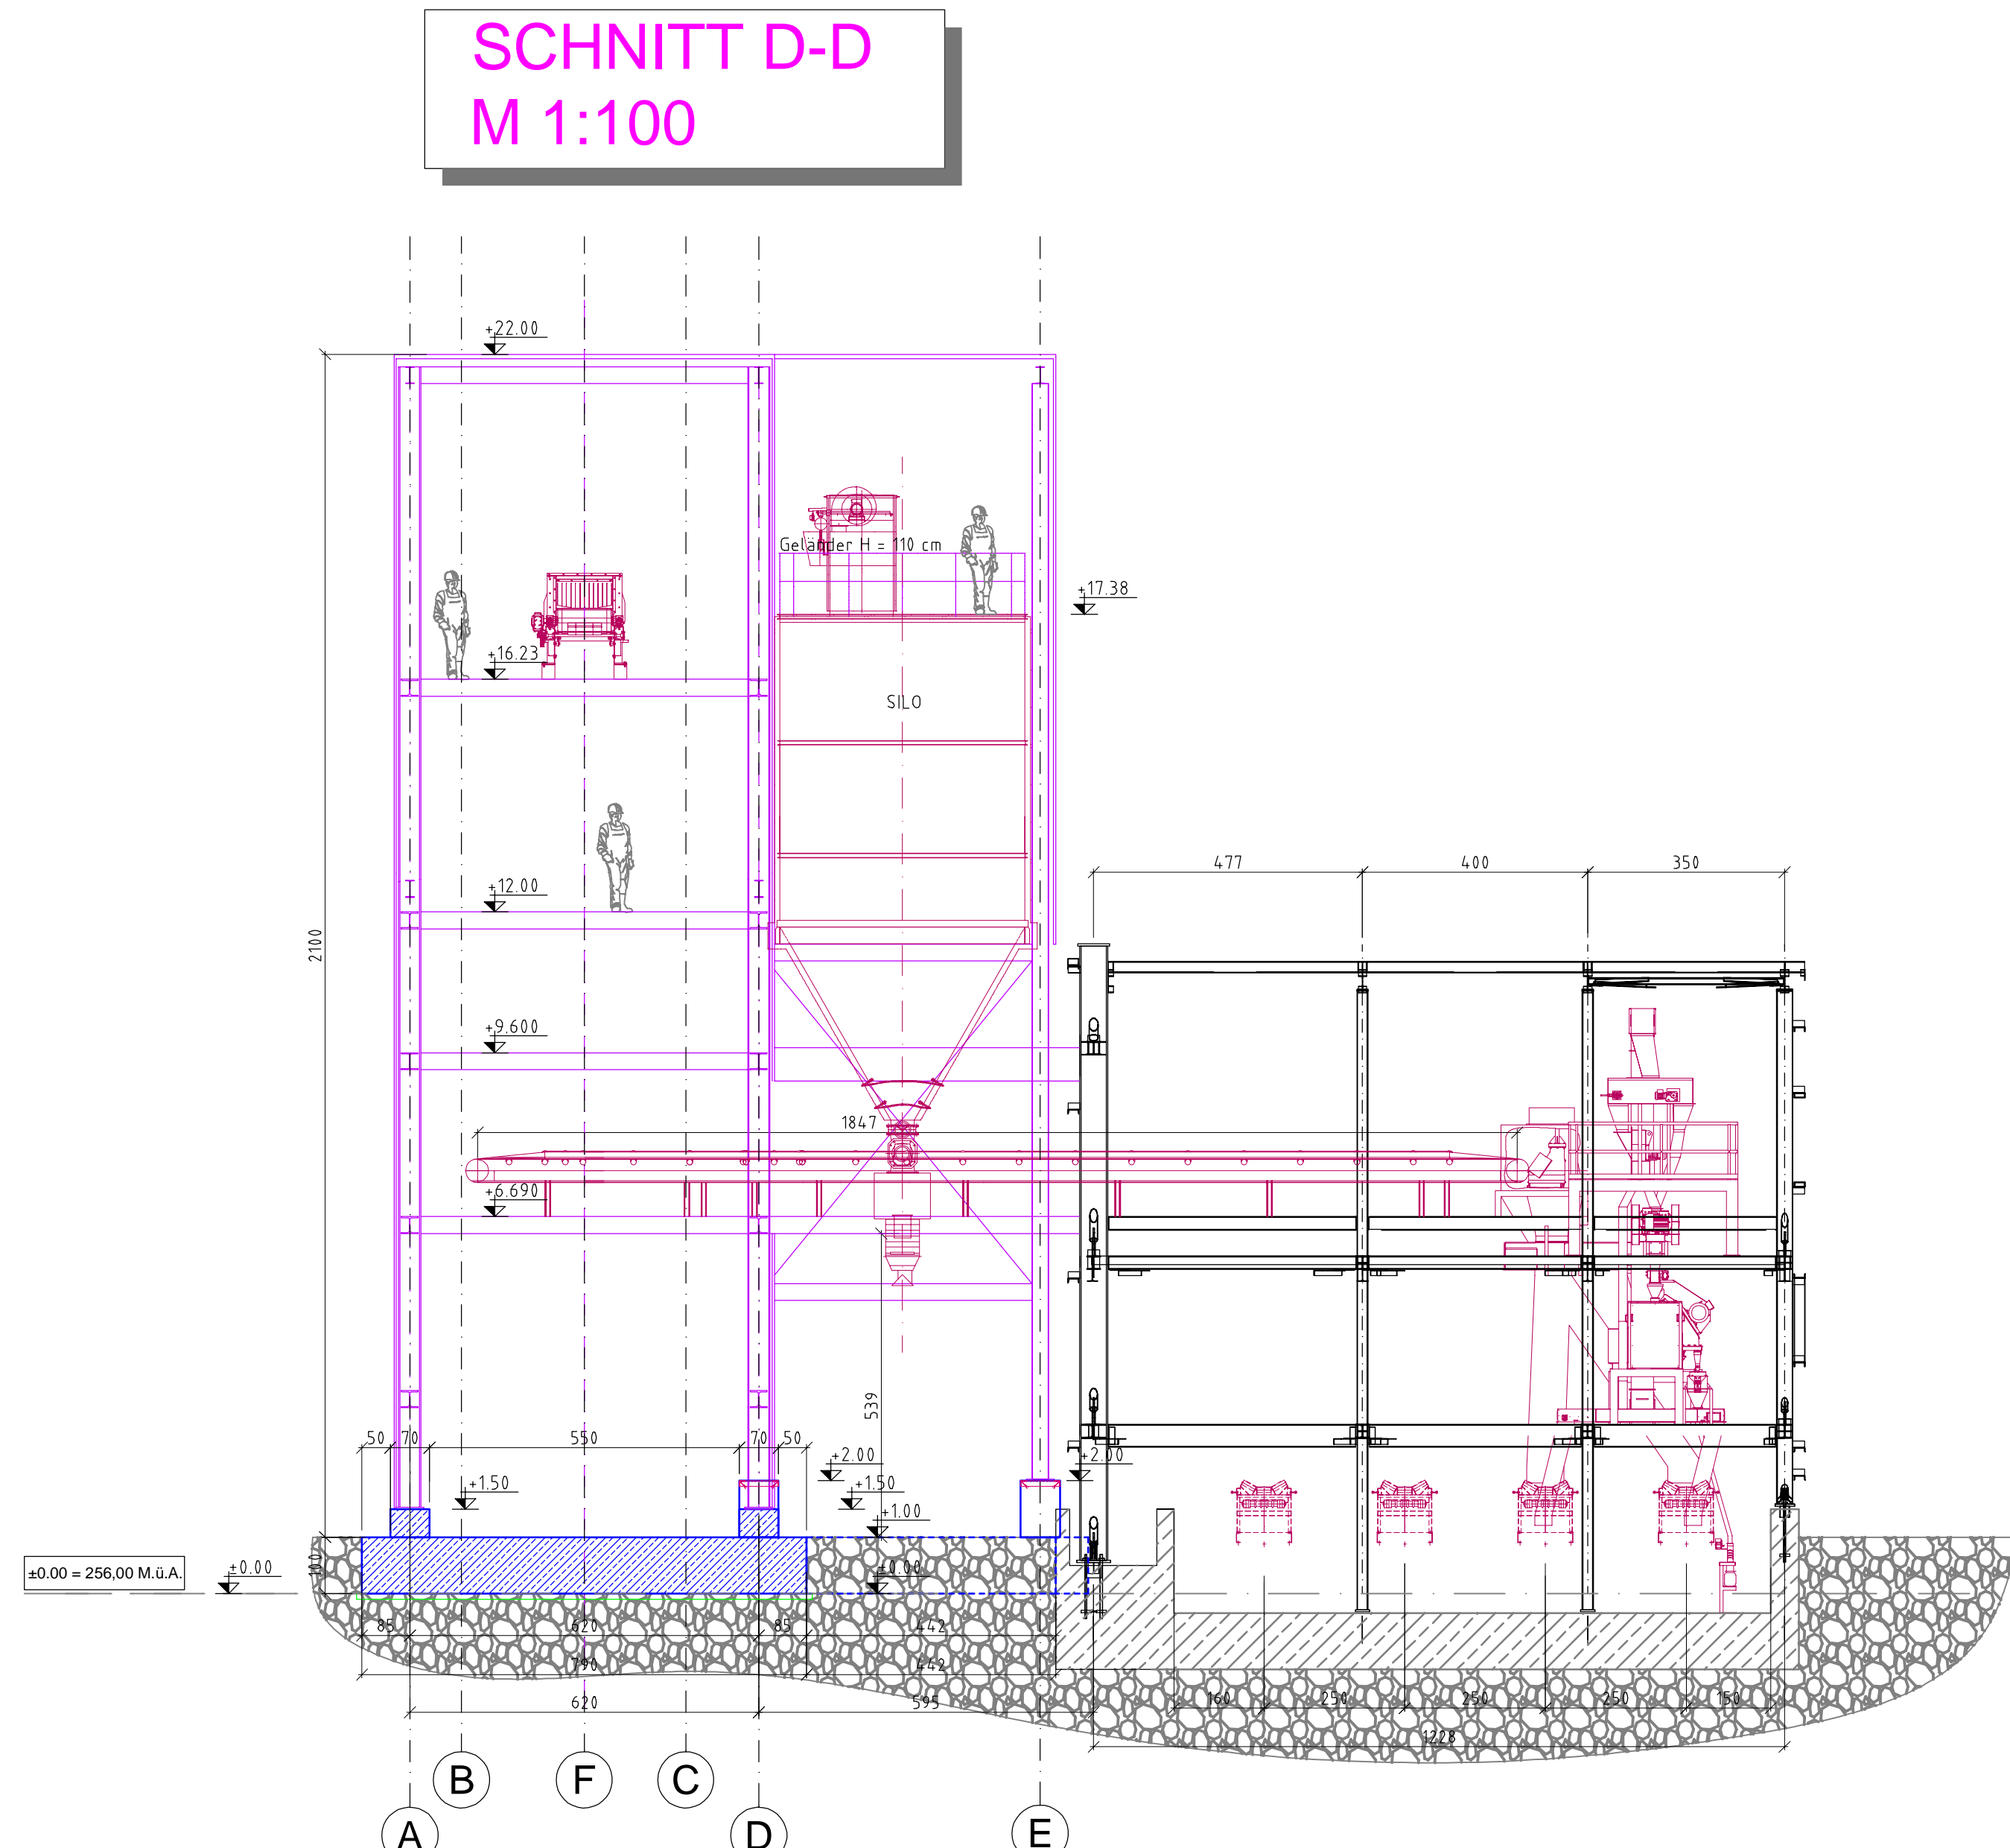 SCHNITT D-D
M 1:100
+22.00
Geländer H = 110 cm
+17.38
+16.23
SILO
477 400 350
+12.00
2100
+9.600
1847
+6.690
539
50 70 550 70 50
+2.00 +2.00
+1.50 +1.50
+1.00
±0.00 = 256,00 M.ü.A.
±0.00 100 ±0.00
85 620 85 442
790 442
620 595 160 250 250 250 150
1228
B F C
A D E